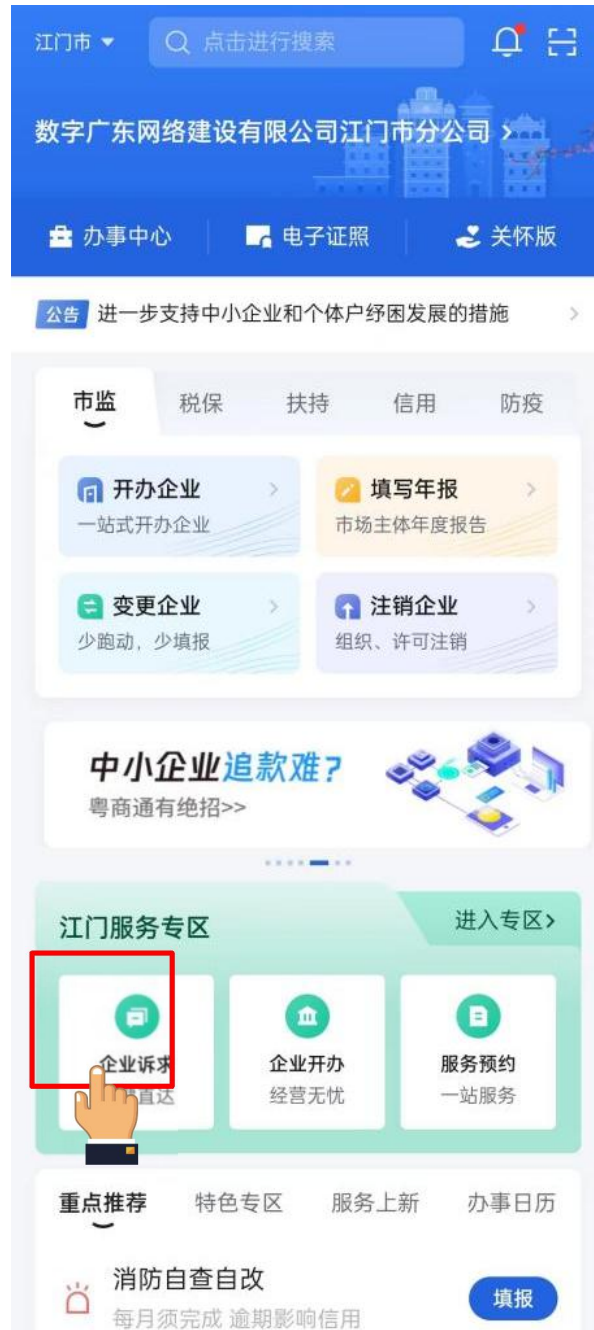 江门市
点击进行搜索
数字广东网络建设有限公司江门市分公司 >
办事中心 电子证照 关怀版
公告 进一步支持中小企业和个体户纾困发展的措施 >
市监 税保 扶持 信用 防疫
开办企业 > 填写年报 >
一站式开办企业 市场主体年度报告
变更企业 > 注销企业 >
少跑动，少填报 组织、许可注销
中小企业追款难?
粤商通有绝招>>
江门服务专区 进入专区>
企业诉求 企业开办 服务预约
直达 经营无忧 一站服务
重点推荐 特色专区 服务上新 办事日历
消防自查自改
填报
每月须完成 逾期影响信用